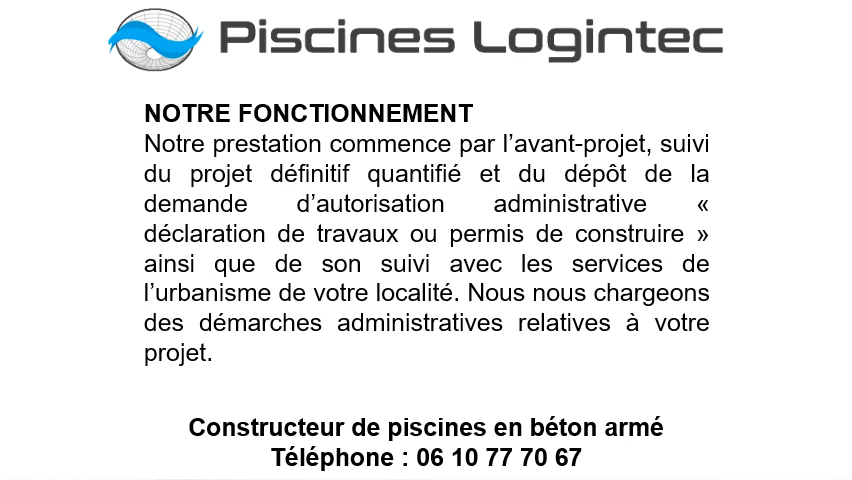 Piscines Logintec
NOTRE FONCTIONNEMENT
Notre prestation commence par l’avant-projet, suivi
du projet définitif quantifié et du dépôt de la
demande d’autorisation administrative «
déclaration de travaux ou permis de construire »
ainsi que de son suivi avec les services de
l’urbanisme de votre localité. Nous nous chargeons
des démarches administratives relatives à votre
projet.
Constructeur de piscines en béton armé
Téléphone : 06 10 77 70 67